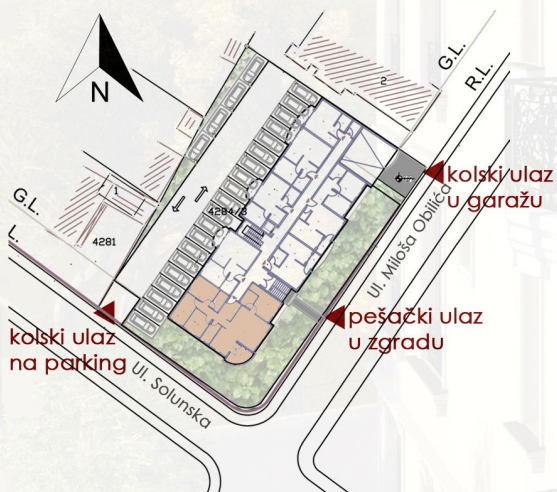 N
2
G.L.
R.L.
kolski ulaz
u garažu
1
4284/3
G.L.
4281
L.
Ul. Miloša Obilića
pešački ulaz
u zgradu
kolski ulaz
na parking
Ul. Solunska